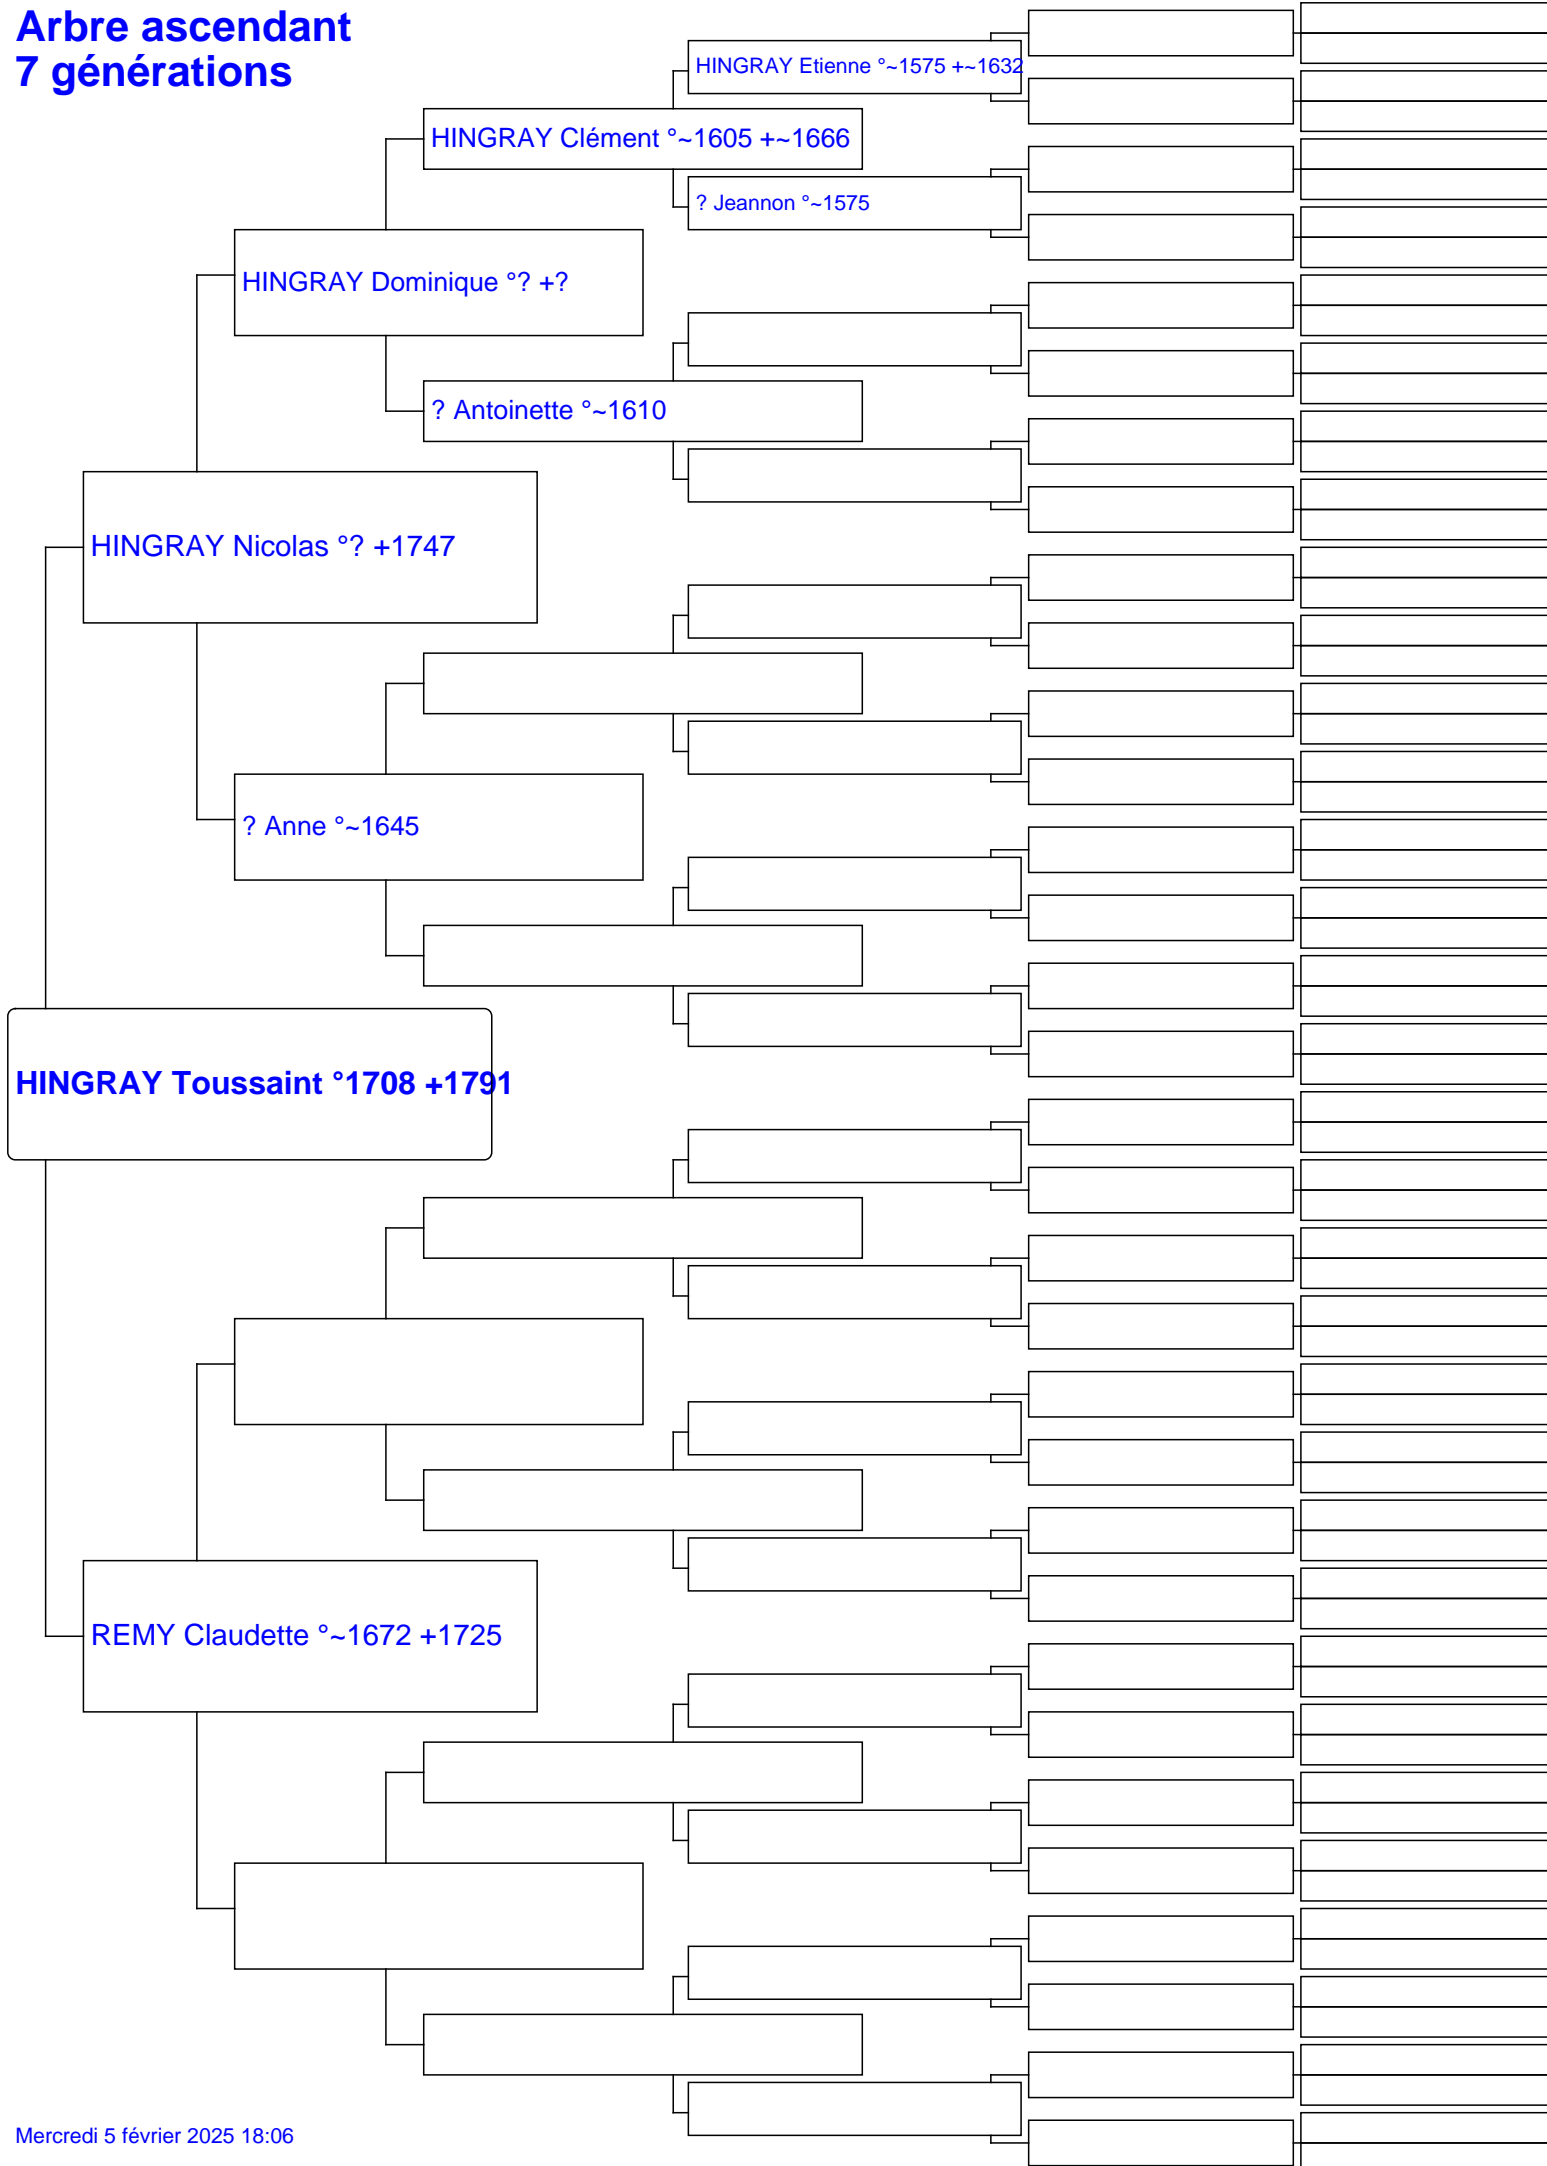 Arbre ascendant
7 générations
HINGRAY Etienne °~1575 +~1632
HINGRAY Clément °~1605 +~1666
? Jeannon °~1575
HINGRAY Dominique °? +?
? Antoinette °~1610
HINGRAY Nicolas °? +1747
? Anne °~1645
HINGRAY Toussaint °1708 +1791
REMY Claudette °~1672 +1725
Mercredi 5 février 2025 18:06